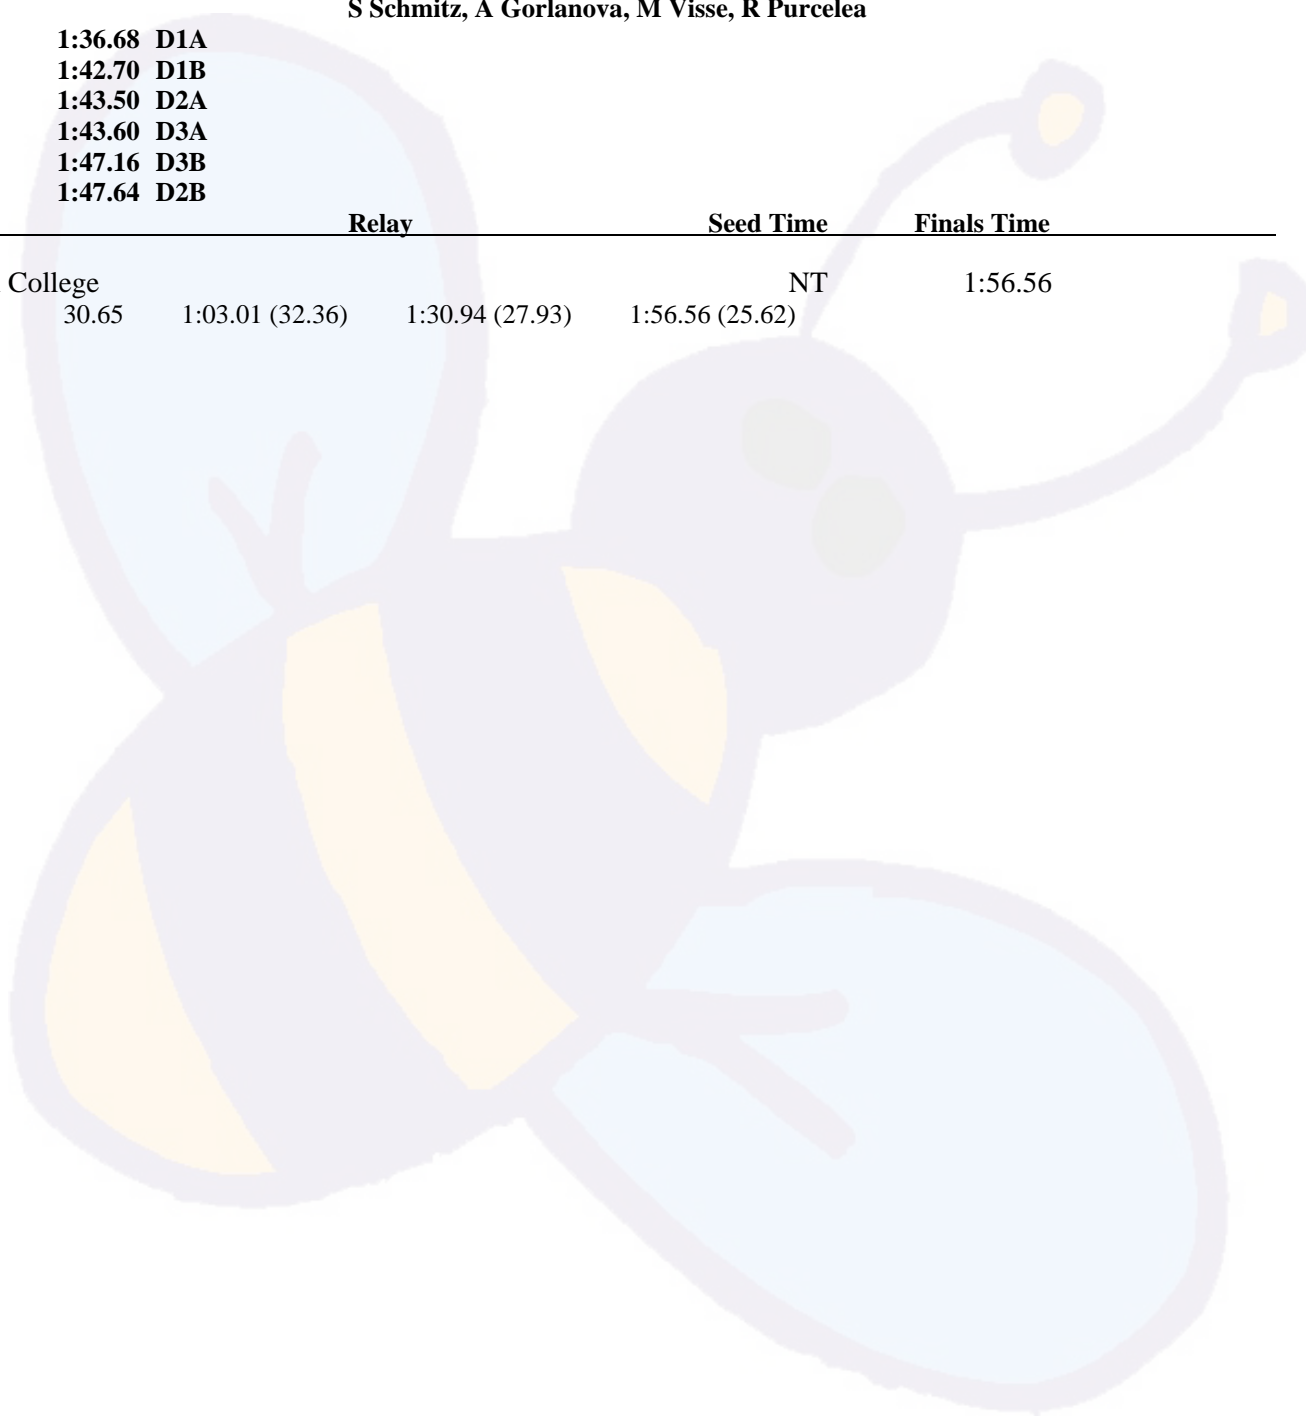 S Schmitz, A Gorlanova, M Visse, R Purcelea
1:36.68 D1A
1:42.70 D1B
1:43.50 D2A
1:43.60 D3A
1:47.16 D3B
1:47.64 D2B
Relay Seed Time Finals Time
College NT 1:56.56
30.65 1:03.01 (32.36) 1:30.94 (27.93) 1:56.56 (25.62)